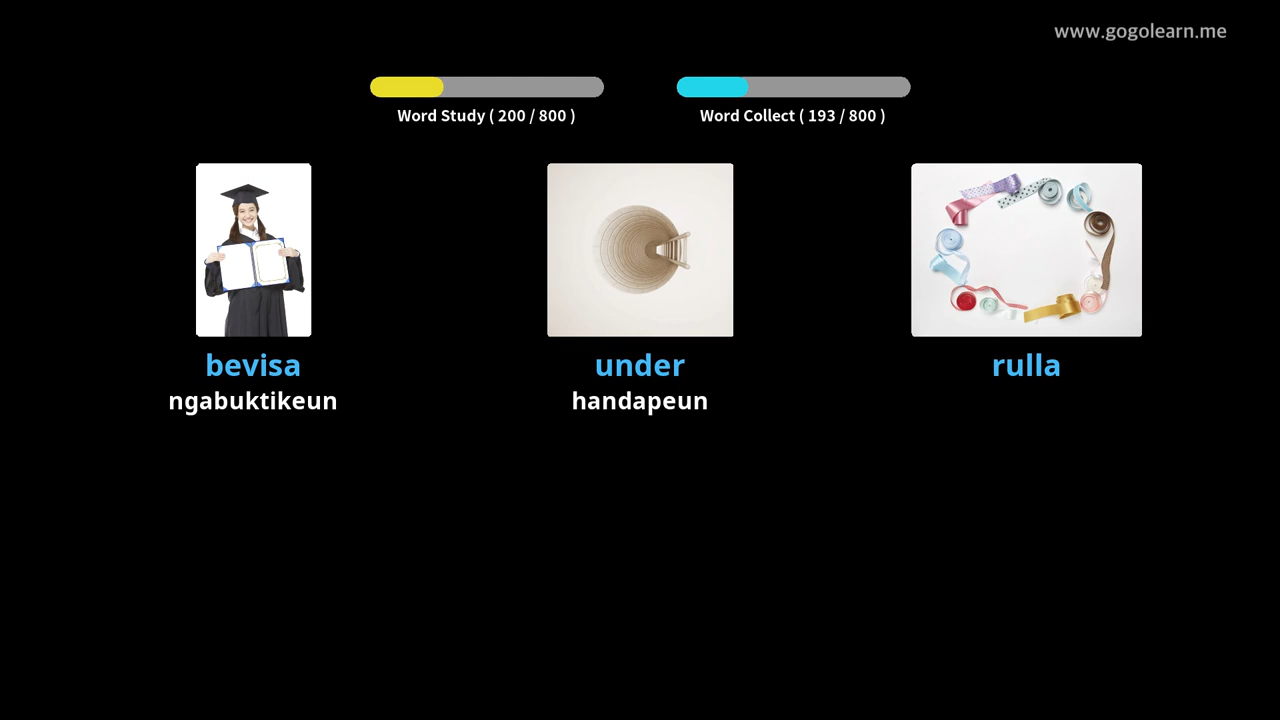 www.gogolearn.me
Word Study ( 200 / 800 )
Word Collect ( 193 / 800 )
bevisa
ngabuktikeun
under
handapeun
rulla